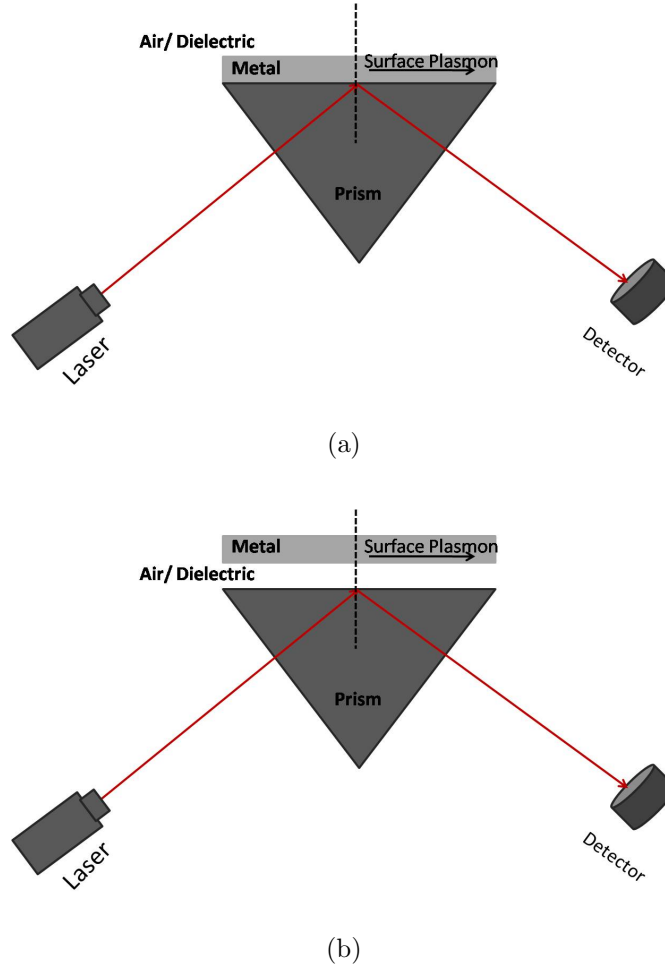 Air/ Dielectric
Metal
Surface Plasmon
Prism
Laser
Detector
(a)
Metal
Surface Plasmon
Air/ Dielectric
Prism
Laser
Detector
(b)